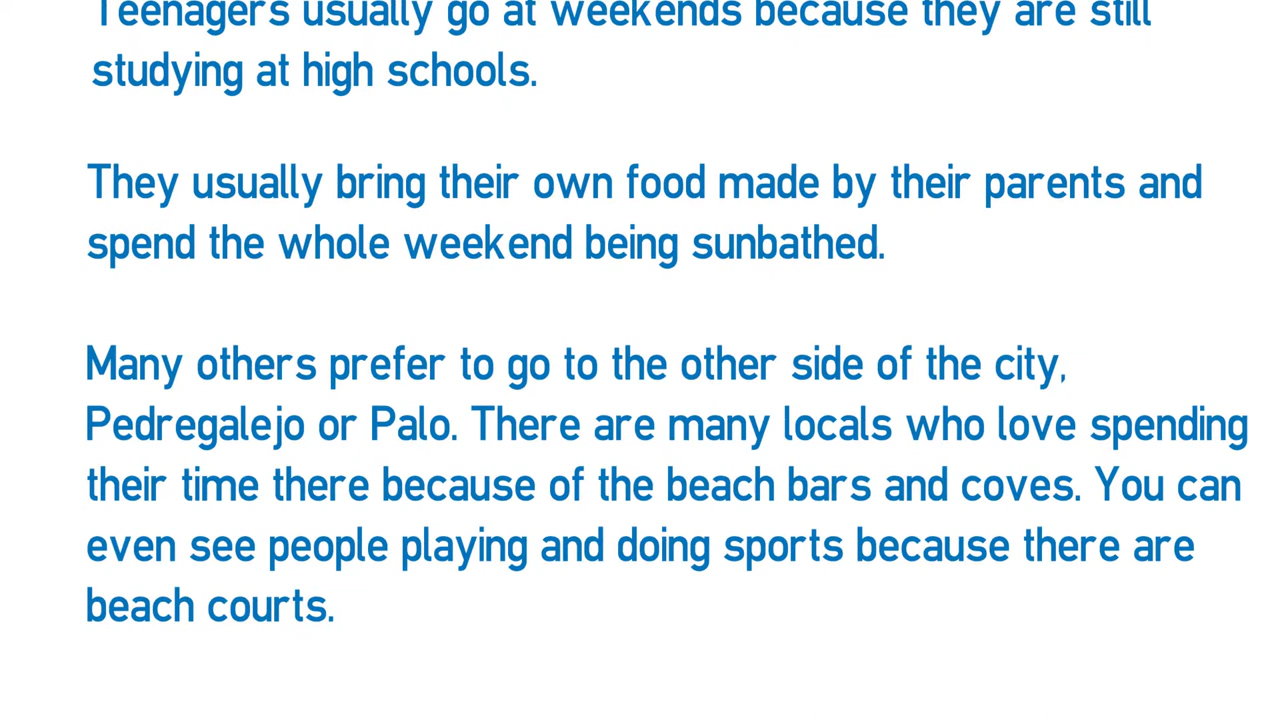 Teenagers usually go at weekends because they are still
studying at high schools.
They usually bring their own food made by their parents and
spend the whole weekend being sunbathed.
Many others prefer to go to the other side of the city,
Pedregalejo or Palo. There are many locals who love spending
their time there because of the beach bars and coves. You can
even see people playing and doing sports because there are
beach courts.